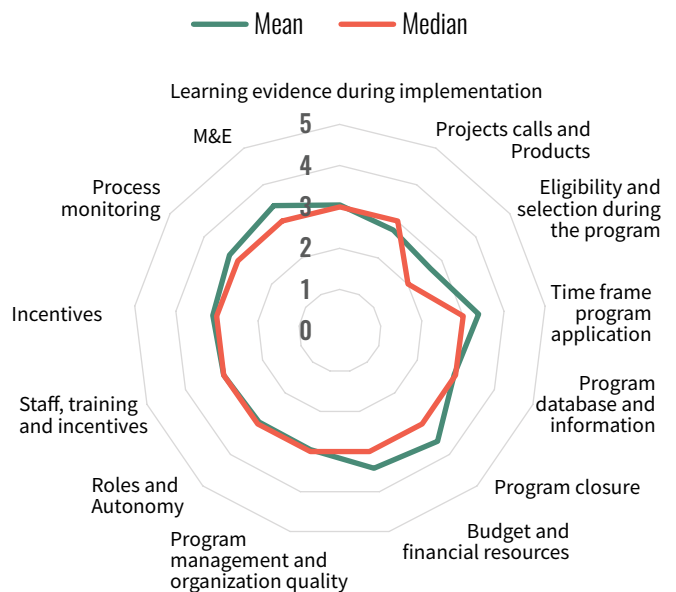 Mean
Median
Learning evidence during implementation
5
4
3
2
1
0
Projects calls and
Products
Eligibility and
selection during
the program
Time frame
program
application
Program
database and
information
Program closure
Budget and
financial resources
Program
management and
organization quality
Roles and
Autonomy
Staff, training
and incentives
Incentives
Process
monitoring
M&E